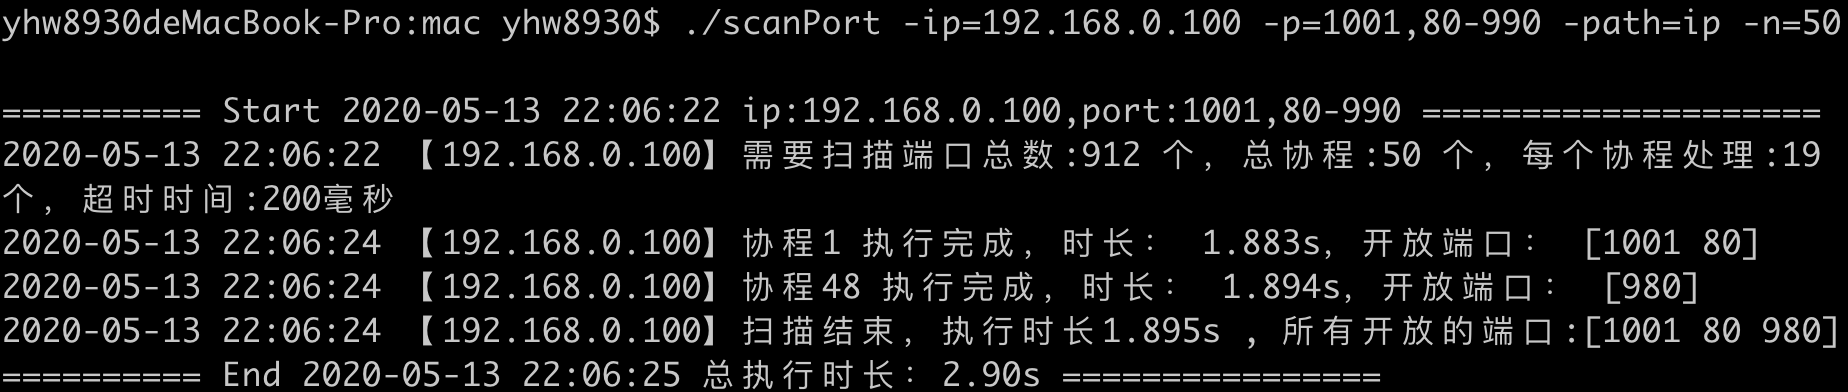 yhw8930deMacBook-Pro:mac yhw8930$ ./scanPort -ip=192.168.0.100 -p=1001,80-990 -path=ip -n=50
========== Start 2020-05-13 22:06:22 ip:192.168.0.100,port:1001,80-990 ====================
2020-05-13 22:06:22 【192.168.0.100】需要扫描端口总数:912 个，总协程:50 个，每个协程处理:19
个，超时时间:200毫秒
2020-05-13 22:06:24 【192.168.0.100】协程1 执行完成，时长： 1.883s，开放端口： [1001 80]
2020-05-13 22:06:24 【192.168.0.100】协程48 执行完成，时长： 1.894s，开放端口： [980]
2020-05-13 22:06:24 【192.168.0.100】扫描结束，执行时长1.895s , 所有开放的端口:[1001 80 980]
========== End 2020-05-13 22:06:25 总执行时长： 2.90s ================